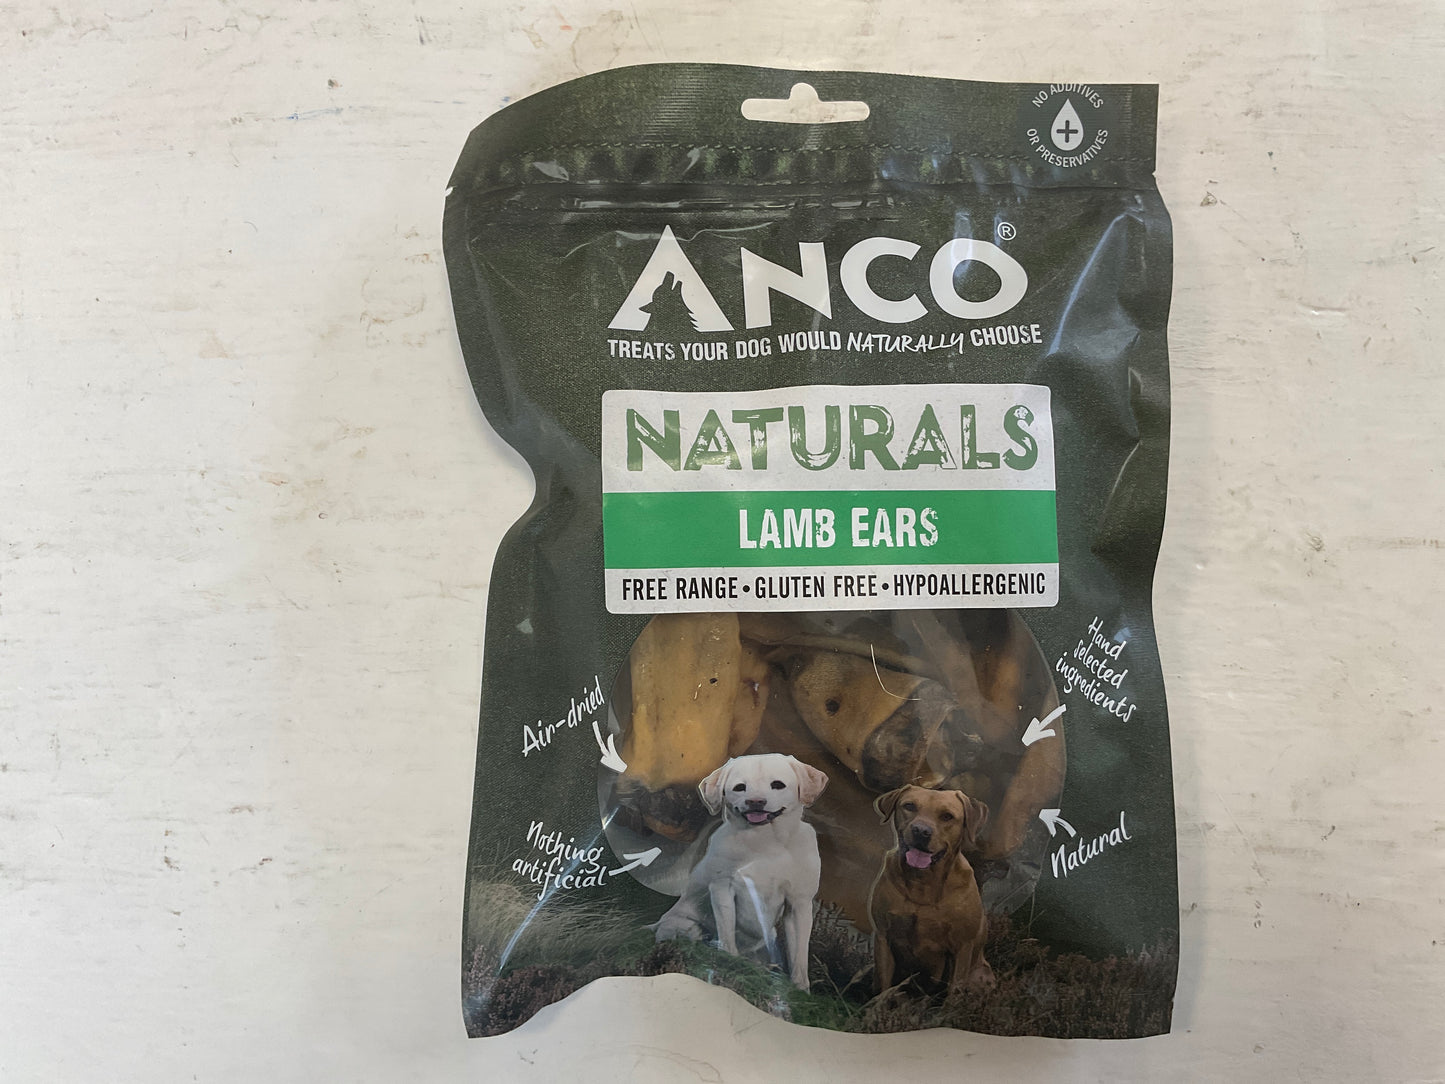 NO ADDITIVES
OR PRESERVATIVES
ANCO®
TREATS YOUR DOG WOULD NATURALLY CHOOSE
NATURALS
LAMB EARS
FREE RANGE • GLUTEN FREE • HYPOALLERGENIC
Hand
selected
ingredients
Air-dried
Nothing
artificial
Natural